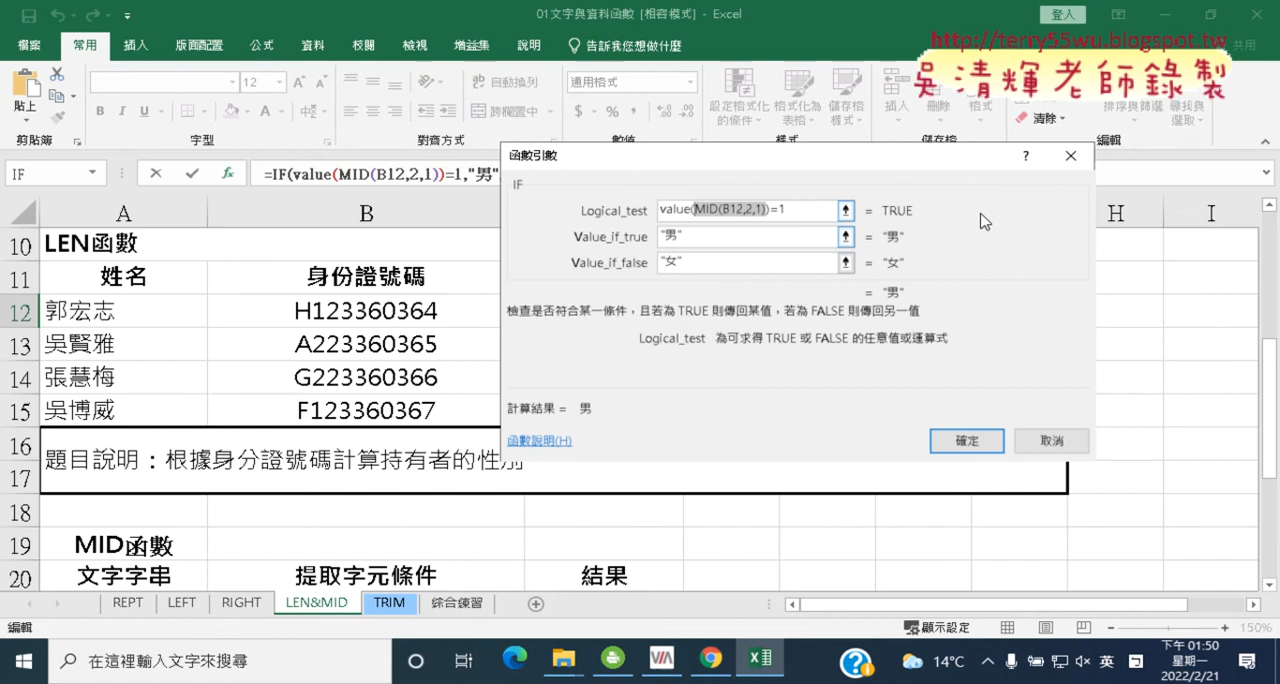 01文字與資料函數 [相容模式] - Excel
登入
檔案 常用 插入 版面配置 公式 資料 校閱 檢視 增益集 說明 告訴我您想做什麼 共用
http://terry55wu.blogspot.tw
吳清輝老師錄製
貼上
12
B I U
自動換列
跨欄置中
通用格式
$ % ,
設定格式化的條件
格式化為表格
儲存格樣式
插入 刪除 格式
清除
排序與篩選 尋找與選取
剪貼簿 字型 對齊方式 數值 樣式 儲存格 編輯
IF
=IF(value(MID(B12,2,1))=1,"男"
函數引數
IF
Logical_test value(MID(B12,2,1))=1 = TRUE
Value_if_true "男" = "男"
Value_if_false "女" = "女"
= "男"
檢查是否符合某一條件，且若為 TRUE 則傳回某值，若為 FALSE 則傳回另一值
Logical_test 為可求得 TRUE 或 FALSE 的任意值或運算式
計算結果 = 男
函數說明(H)
確定 取消
A B H I
10 LEN函數
11 姓名 身份證號碼
12 郭宏志 H123360364
13 吳賢雅 A223360365
14 張慧梅 G223360366
15 吳博威 F123360367
16 題目說明：根據身分證號碼計算持有者的性別
17
18
19 MID函數
20 文字字串 提取字元條件 結果
REPT LEFT RIGHT LEN&MID TRIM 綜合練習
編輯
顯示設定
150%
在這裡輸入文字來搜尋
14°C
英
下午 01:50
星期一
2022/2/21